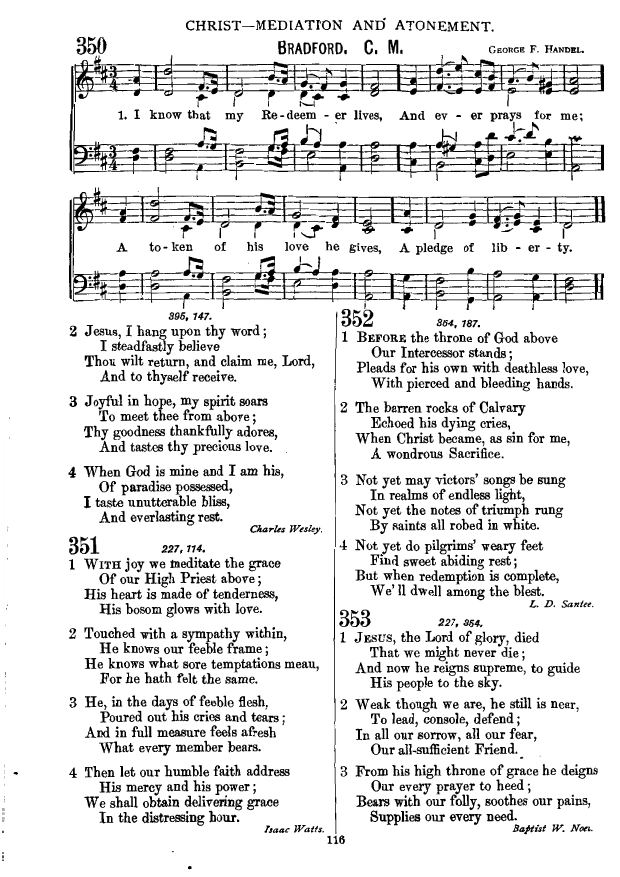 CHRIST—MEDIATION AND ATONEMENT.
350 BRADFORD. C. M. GEORGE F. HANDEL.
1. I know that my Re-deem-er lives, And ev-er prays for me;
A to-ken of his love he gives, A pledge of lib-er-ty.
395, 147.
2 Jesus, I hang upon thy word;
I steadfastly believe
Thou wilt return, and claim me, Lord,
And to thyself receive.
3 Joyful in hope, my spirit soars
To meet thee from above;
Thy goodness thankfully adores,
And tastes thy precious love.
4 When God is mine and I am his,
Of paradise possessed,
I taste unutterable bliss,
And everlasting rest.
Charles Wesley.
351 227, 114.
1 WITH joy we meditate the grace
Of our High Priest above;
His heart is made of tenderness,
His bosom glows with love.
2 Touched with a sympathy within,
He knows our feeble frame;
He knows what sore temptations mean,
For he hath felt the same.
3 He, in the days of feeble flesh,
Poured out his cries and tears;
And in full measure feels afresh
What every member bears.
4 Then let our humble faith address
His mercy and his power;
We shall obtain delivering grace
In the distressing hour.
Isaac Watts.
352 354, 187.
1 BEFORE the throne of God above
Our Intercessor stands;
Pleads for his own with deathless love,
With pierced and bleeding hands.
2 The barren rocks of Calvary
Echoed his dying cries,
When Christ became, as sin for me,
A wondrous Sacrifice.
3 Not yet may victors' songs be sung
In realms of endless light,
Not yet the notes of triumph rung
By saints all robed in white.
4 Not yet do pilgrims' weary feet
Find sweet abiding rest;
But when redemption is complete,
We'll dwell among the blest.
L. D. Santee.
353 227, 354.
1 JESUS, the Lord of glory, died
That we might never die;
And now he reigns supreme, to guide
His people to the sky.
2 Weak though we are, he still is near,
To lead, console, defend;
In all our sorrow, all our fear,
Our all-sufficient Friend.
3 From his high throne of grace he deigns
Our every prayer to heed;
Bears with our folly, soothes our pains,
Supplies our every need.
Baptist W. Noel.
116